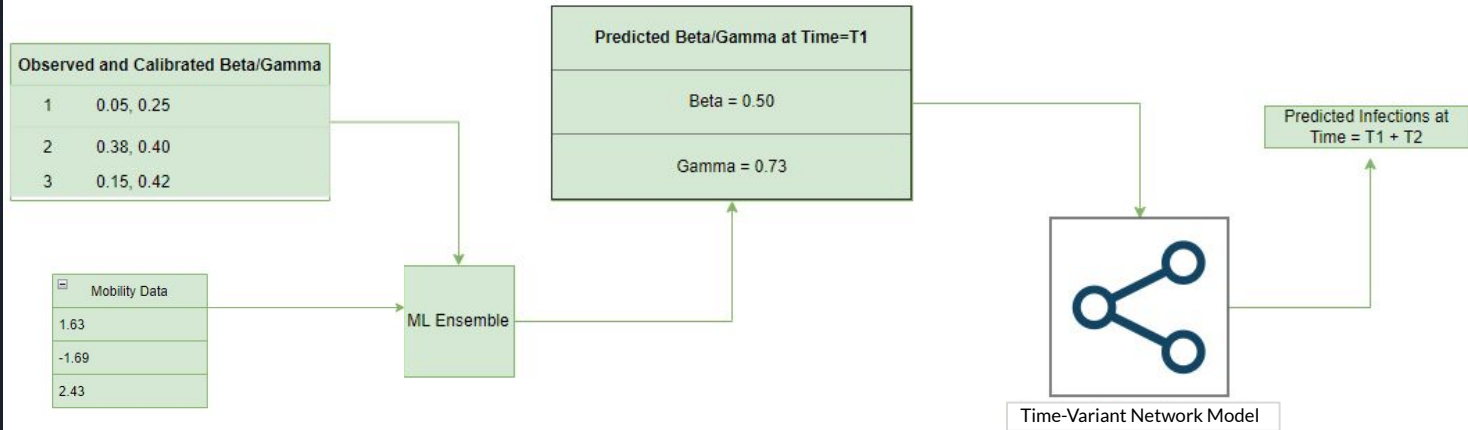 Observed and Calibrated Beta/Gamma
1 0.05, 0.25
2 0.38, 0.40
3 0.15, 0.42
Mobility Data
1.63
-1.69
2.43
ML Ensemble
Predicted Beta/Gamma at Time=T1
Beta = 0.50
Gamma = 0.73
Time-Variant Network Model
Predicted Infections at
Time = T1 + T2